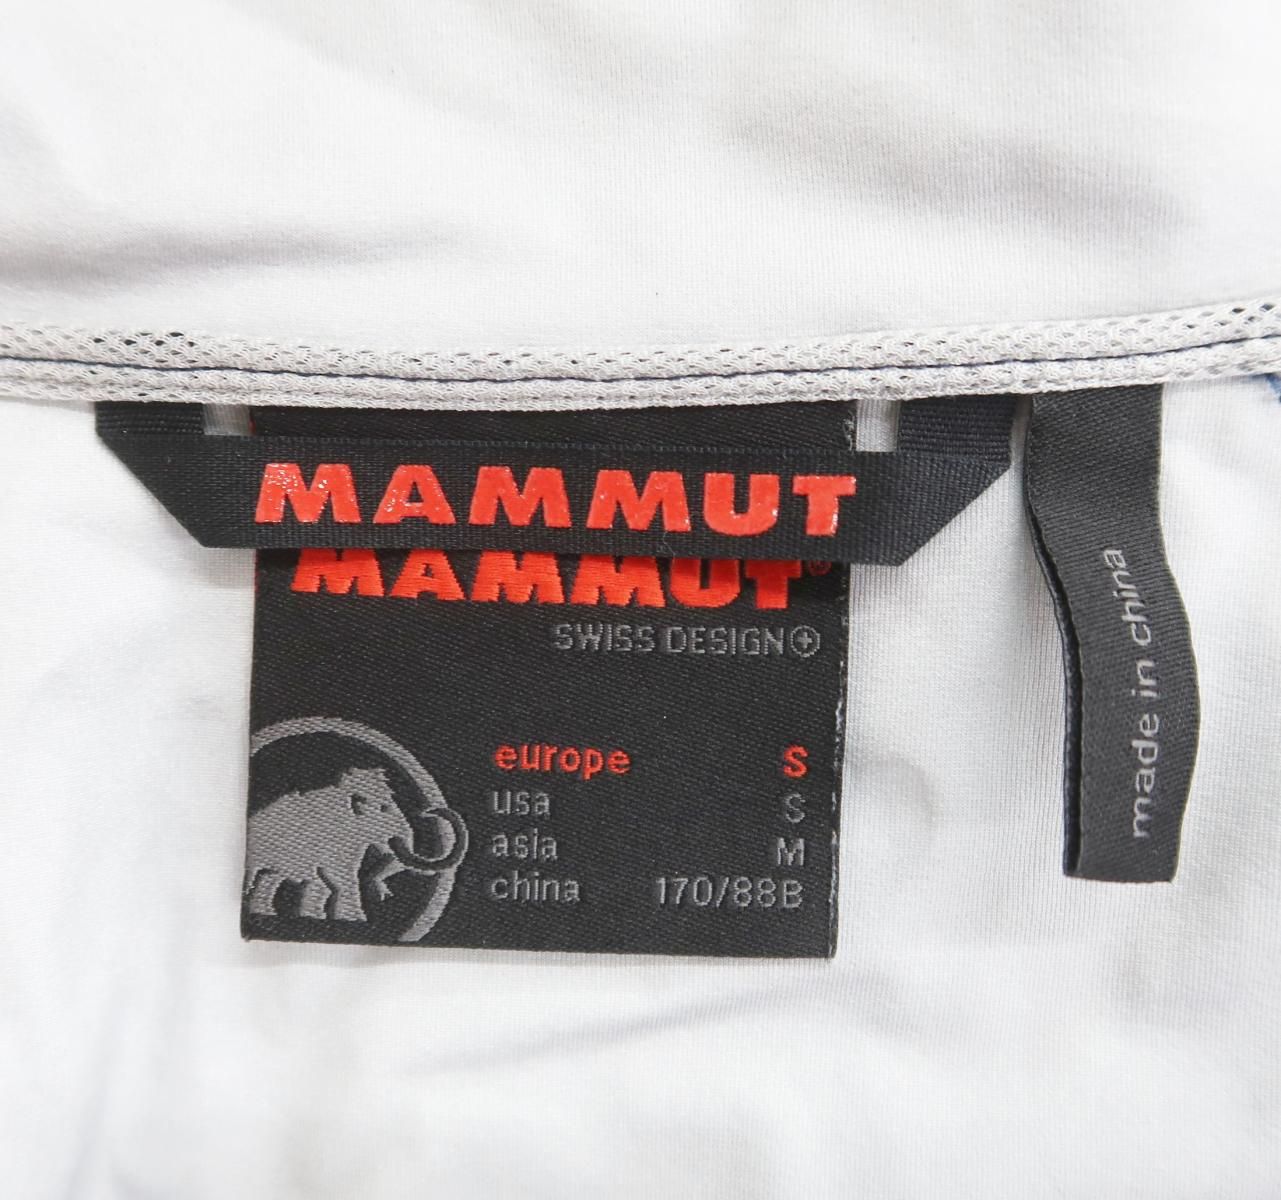 MAMMUT
MAMMUT®
SWISS DESIGN
europe S
usa S
asia M
china 170/88B
made in china